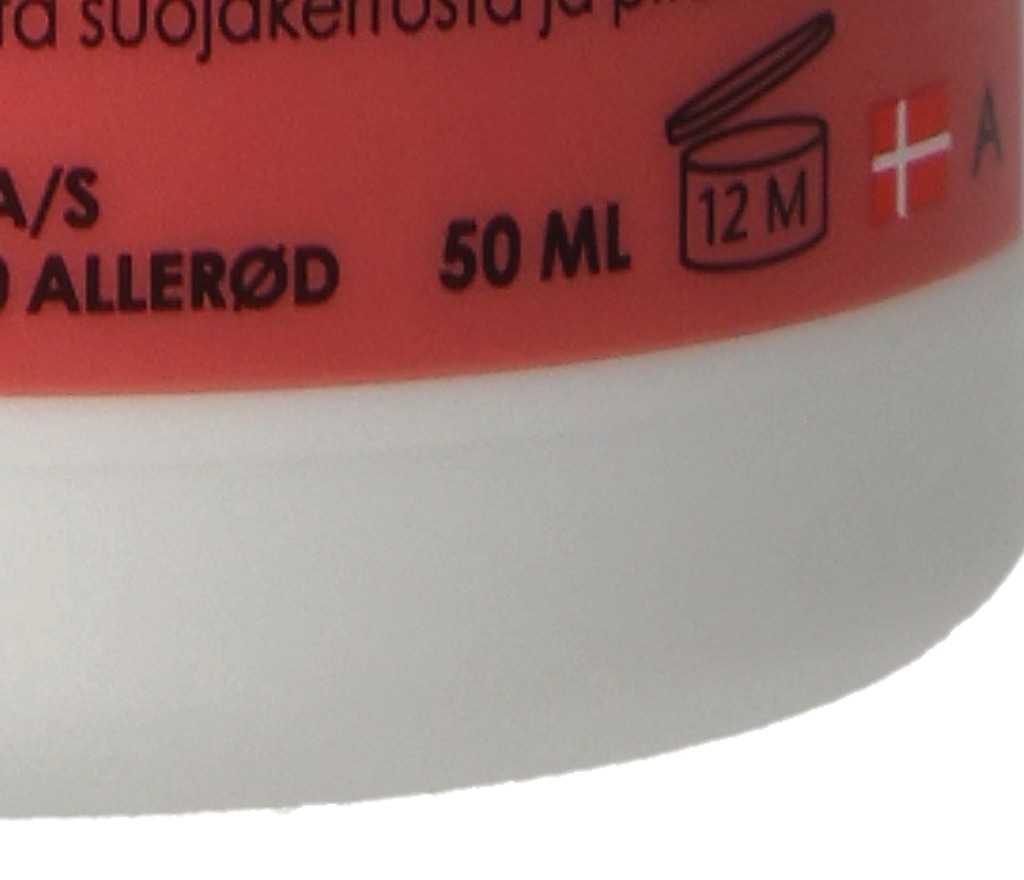 suojakerrosta ja
A/S
ALLERØD
50 ML
12 M
A